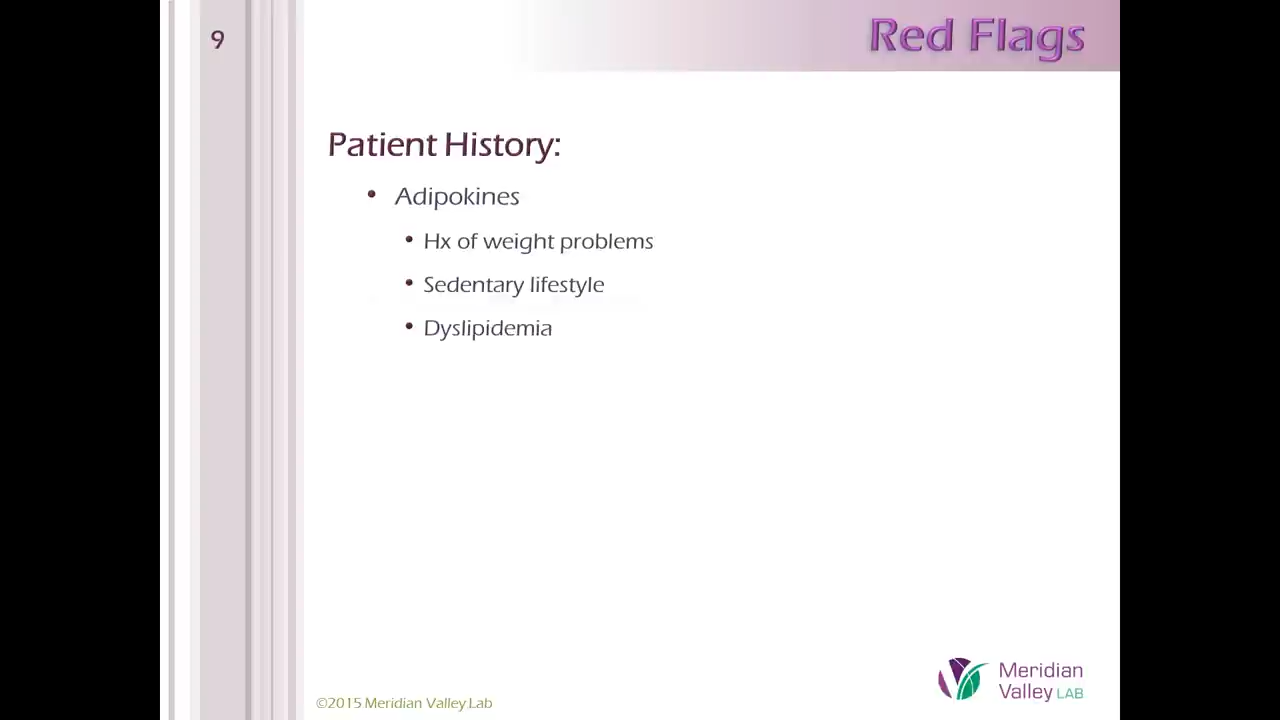 9
Red Flags
Patient History:
• Adipokines
• Hx of weight problems
• Sedentary lifestyle
• Dyslipidemia
©2015 Meridian Valley Lab
Meridian
Valley LAB